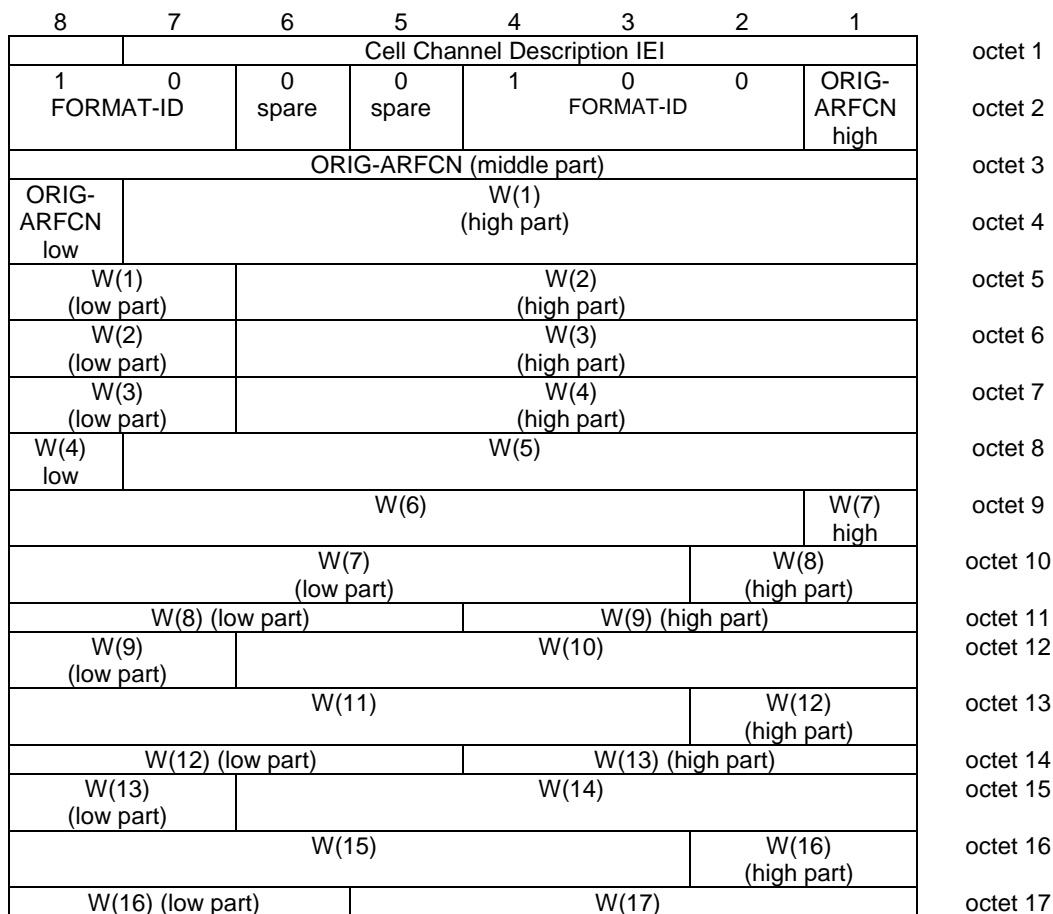 8 7 6 5 4 3 2 1
Cell Channel Description IEI octet 1
1 0 0 0 1 0 0 ORIG-
FORMAT-ID spare spare FORMAT-ID ARFCN octet 2
high
ORIG-ARFCN (middle part) octet 3
ORIG- W(1)
ARFCN (high part) octet 4
low
W(1) W(2) octet 5
(low part) (high part)
W(2) W(3) octet 6
(low part) (high part)
W(3) W(4) octet 7
(low part) (high part)
W(4) W(5) octet 8
low
W(6) W(7) octet 9
high
W(7) W(8) octet 10
(low part) (high part)
W(8) (low part) W(9) (high part) octet 11
W(9) W(10) octet 12
(low part)
W(11) W(12) octet 13
(high part)
W(12) (low part) W(13) (high part) octet 14
W(13) W(14) octet 15
(low part)
W(15) W(16) octet 16
(high part)
W(16) (low part) W(17) octet 17